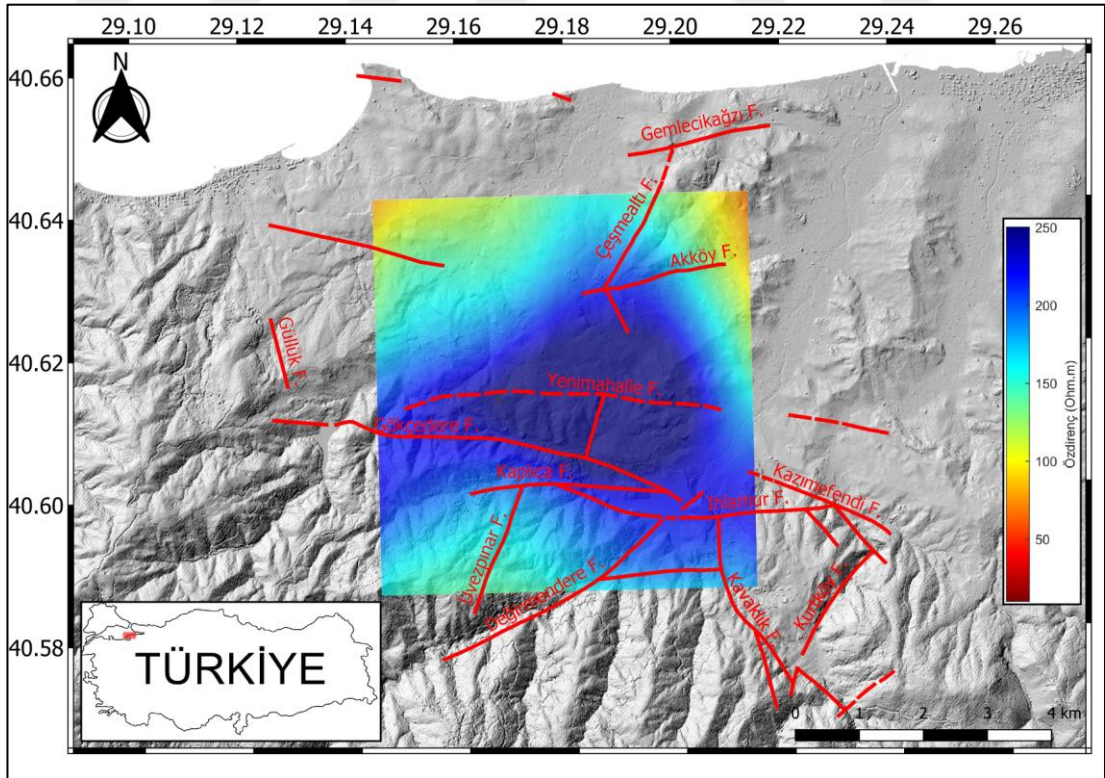 29.10 29.12 29.14 29.16 29.18 29.20 29.22 29.24 29.26
40.66
40.64
40.62
40.60
40.58
N
Gemlecikağzı F.
Çeşmealtı F.
Akköy F.
Güllük F.
Yenimahalle F.
Gökçedere F.
Kaplıca F.
Kazımefendi F.
Ihlamur F.
Üvezpınar F.
Değirmendere F.
Kavaklık F.
Kurtköy F.
250
200
150
100
50
Özdirenç (Ohm.m)
TÜRKİYE
0 1 2 3 4 km